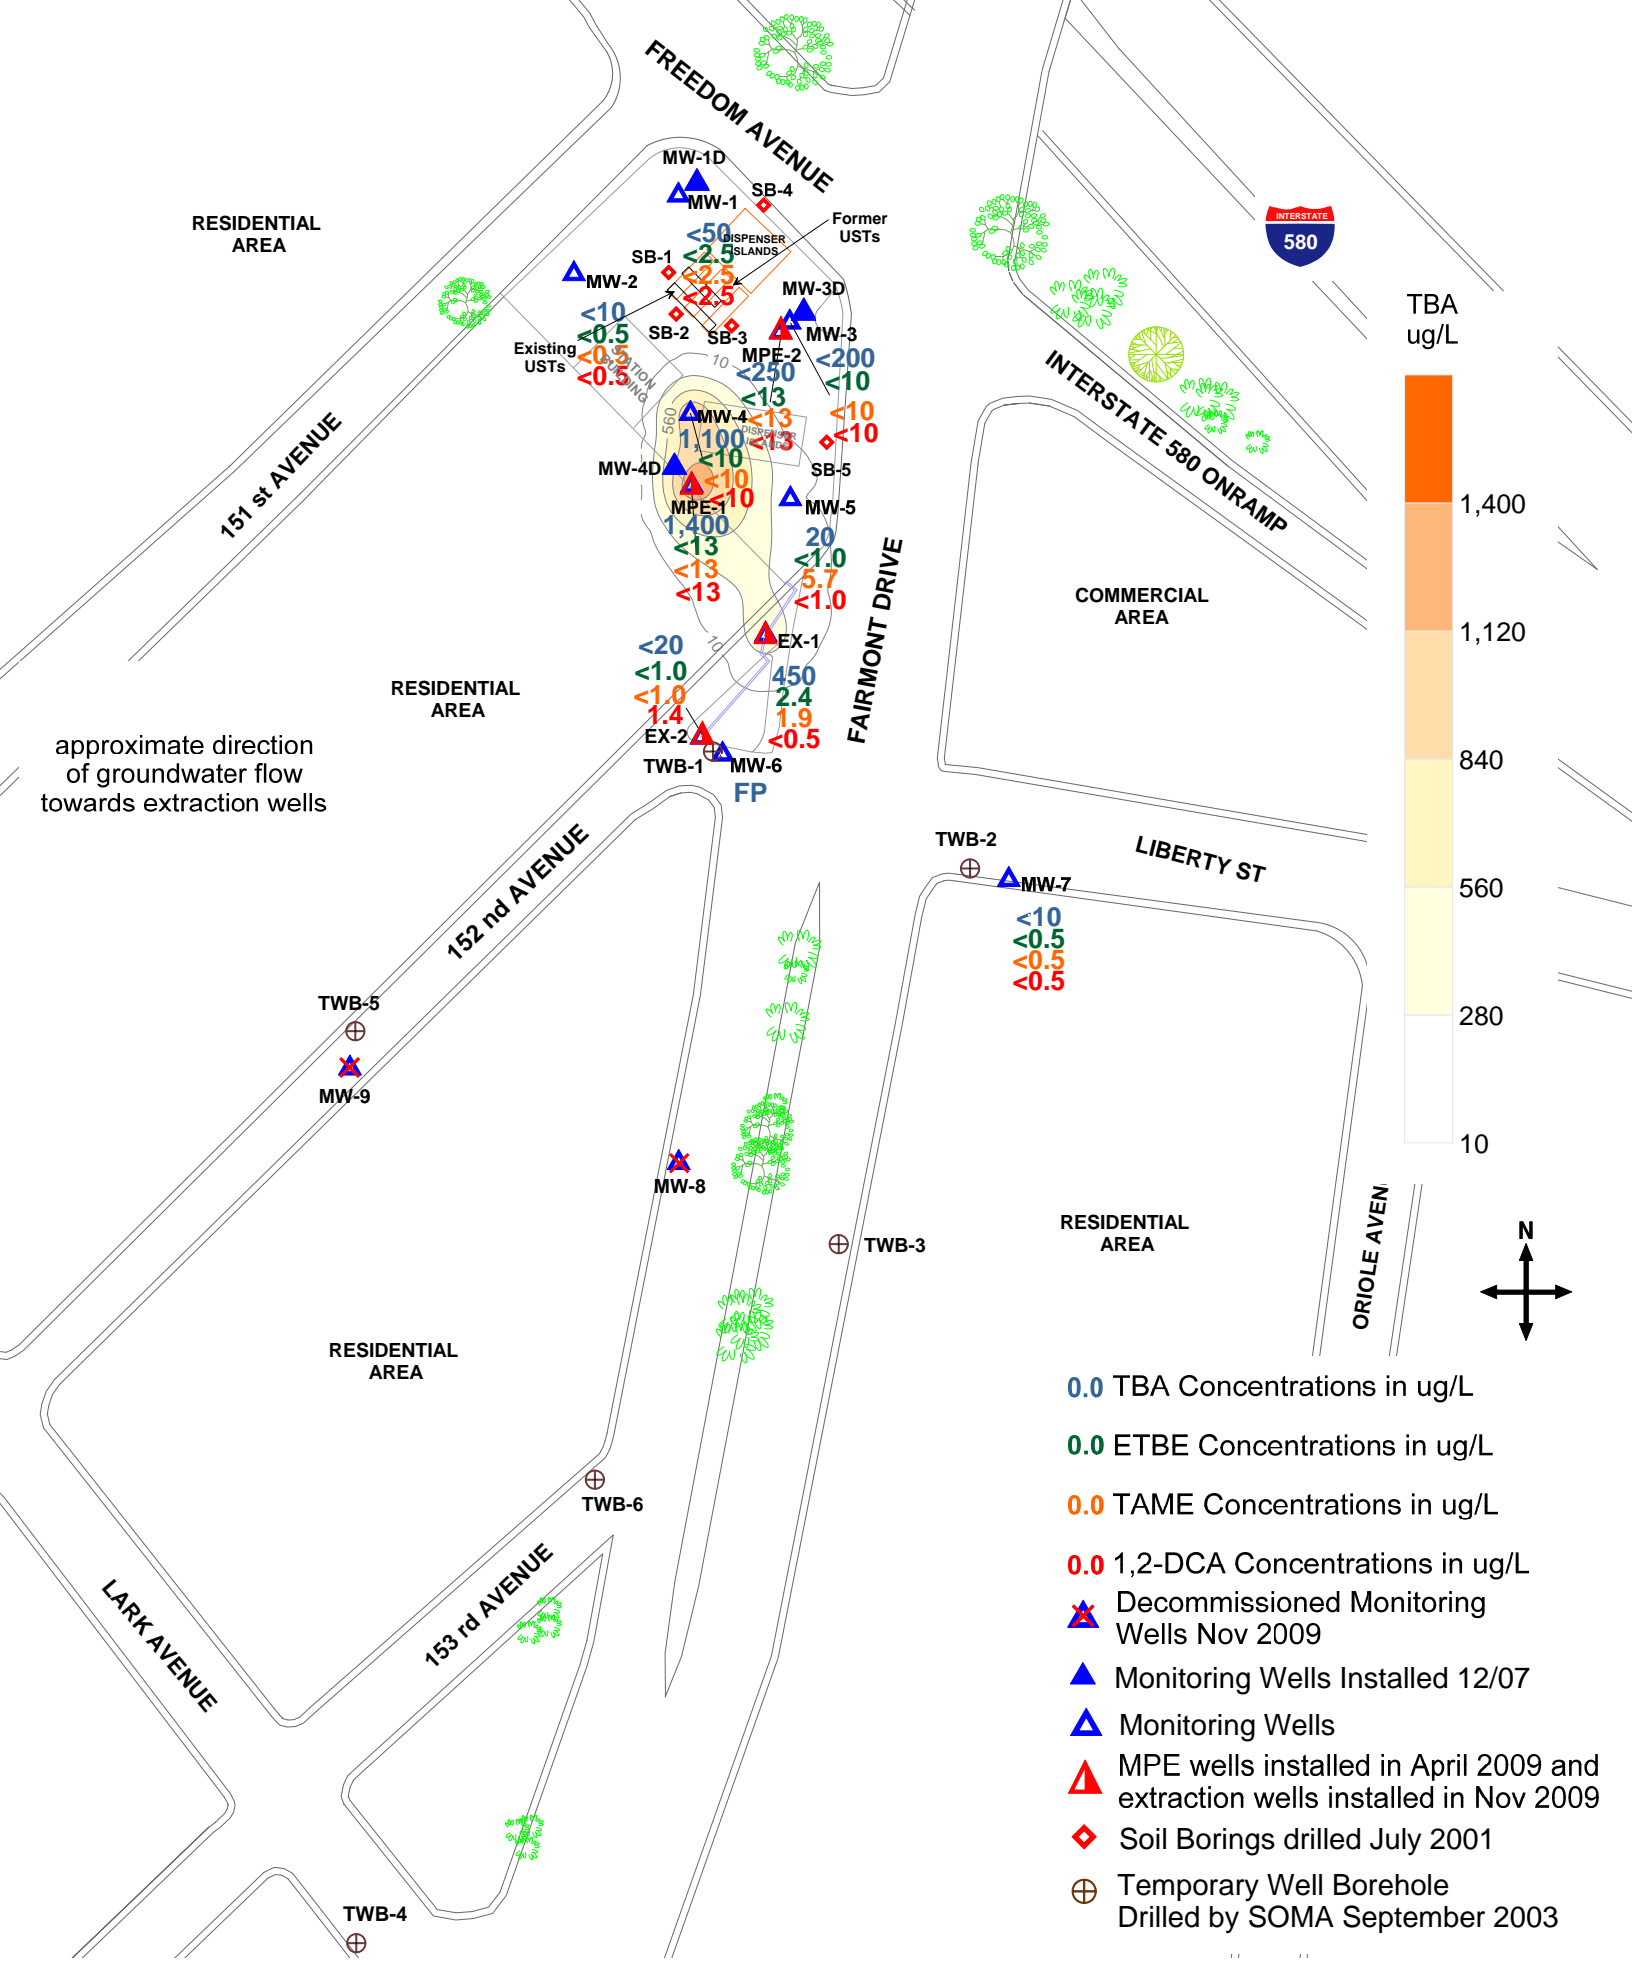 FREEDOM AVENUE
MW-1D
MW-1
SB-4
RESIDENTIAL
AREA
Former
USTs
<50
<2.5
<2.5
<2.5
DISPENSER
ISLANDS
INTERSTATE
580
SB-1
MW-2
<10
<0.5
<0.5
<0.5
SB-2
SB-3
Existing
USTs
STATION
BUILDING
MW-3D
MW-3
<200
<10
<10
<10
MPE-2
<250
<13
<13
<13
10
560
DISPENSER
ISLANDS
MW-4
1,100
<10
<10
<10
MW-4D
MPE-1
1,400
<13
<13
<13
SB-5
MW-5
20
<1.0
5.7
<1.0
151 st AVENUE
INTERSTATE 580 ONRAMP
TBA
ug/L
1,400
1,120
840
560
280
10
COMMERCIAL
AREA
FAIRMONT DRIVE
10
EX-1
450
2.4
1.9
<0.5
<20
<1.0
<1.0
1.4
EX-2
TWB-1
MW-6
FP
RESIDENTIAL
AREA
approximate direction
of groundwater flow
towards extraction wells
152 nd AVENUE
TWB-2
LIBERTY ST
MW-7
<10
<0.5
<0.5
<0.5
TWB-5
MW-9
MW-8
TWB-3
RESIDENTIAL
AREA
ORIOLE AVEN
N
RESIDENTIAL
AREA
TWB-6
153 rd AVENUE
LARK AVENUE
TWB-4
0.0 TBA Concentrations in ug/L
0.0 ETBE Concentrations in ug/L
0.0 TAME Concentrations in ug/L
0.0 1,2-DCA Concentrations in ug/L
Decommissioned Monitoring
Wells Nov 2009
Monitoring Wells Installed 12/07
Monitoring Wells
MPE wells installed in April 2009 and
extraction wells installed in Nov 2009
Soil Borings drilled July 2001
Temporary Well Borehole
Drilled by SOMA September 2003